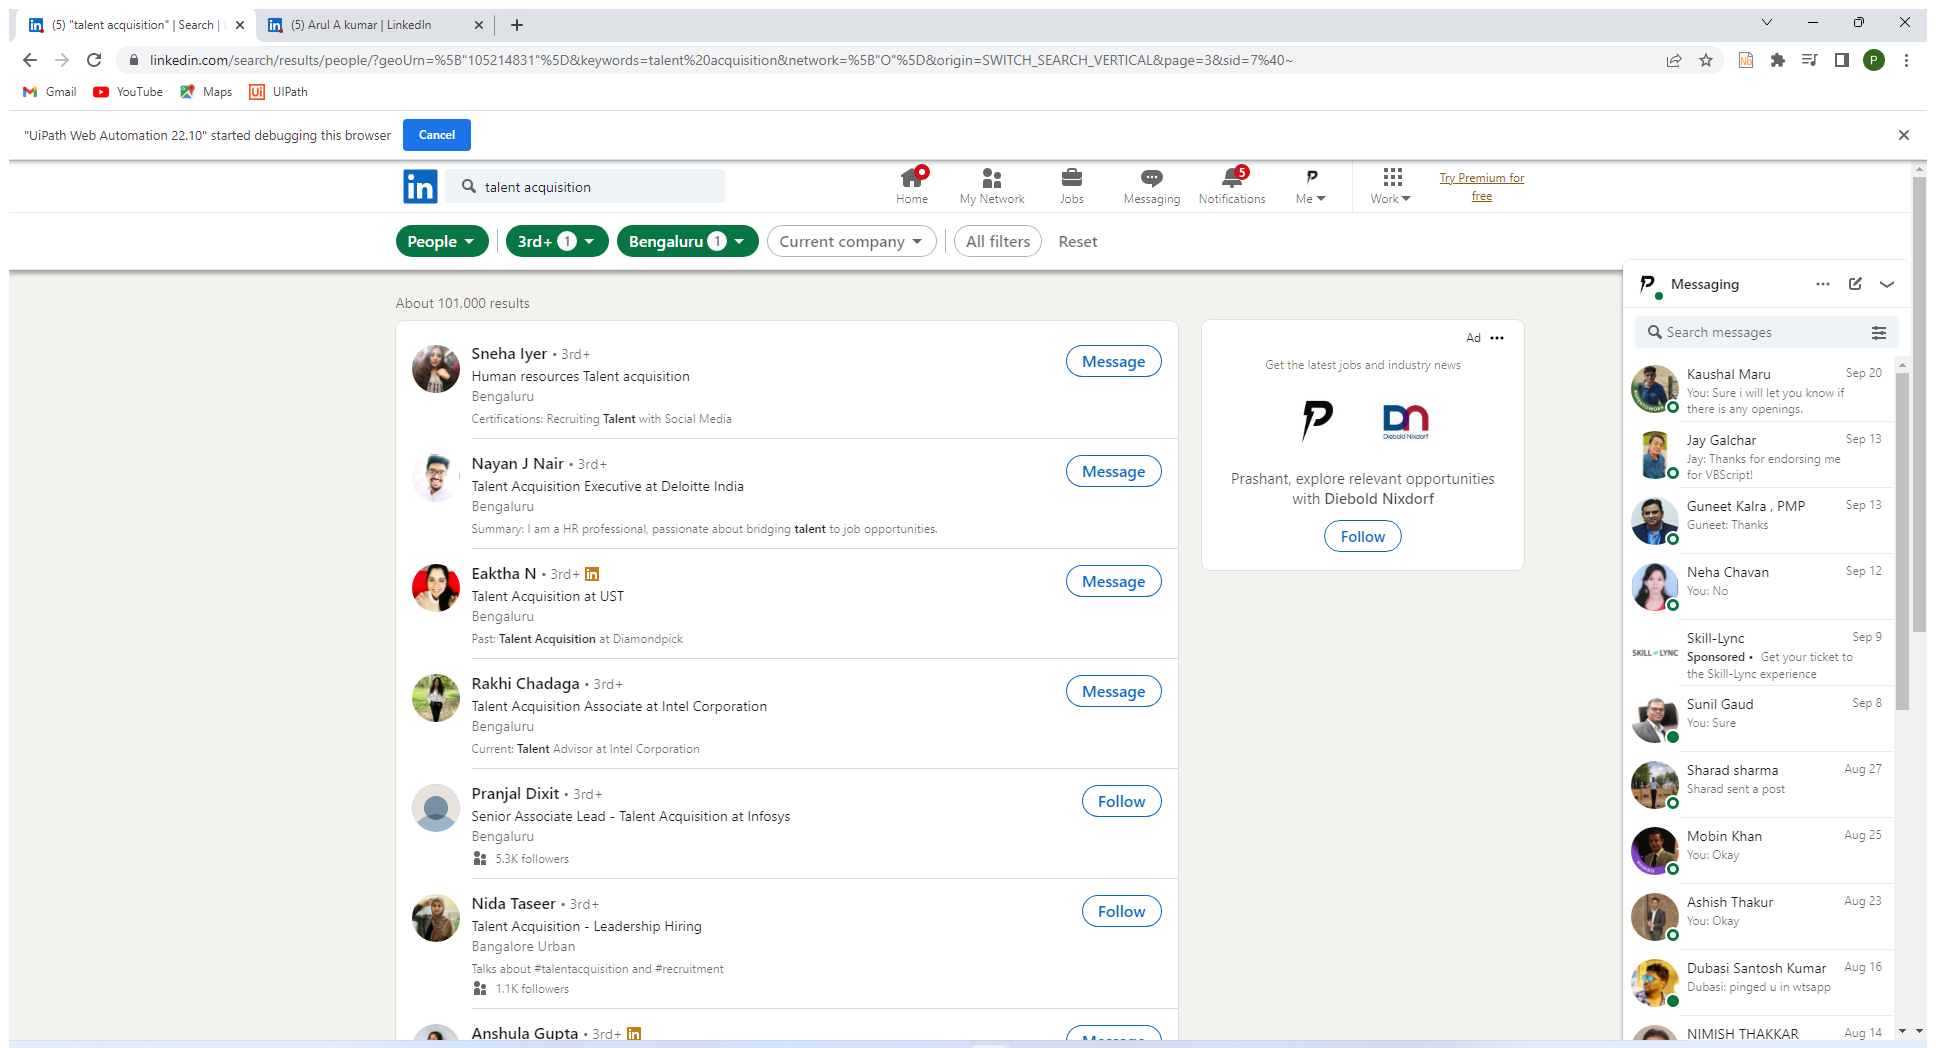 (5) "talent acquisition" | Search |
(5) Arul A kumar | LinkedIn
linkedin.com/search/results/people/?geoUrn=%5B"105214831"%5D&keywords=talent%20acquisition&network=%5B"O"%5D&origin=SWITCH_SEARCH_VERTICAL&page=3&sid=7%40~
P
Gmail
YouTube
Maps
Ui
UIPath
"UiPath Web Automation 22.10" started debugging this browser
Cancel
in
talent acquisition
Home
My Network
Jobs
Messaging
5
Notifications
Me
Work
Try Premium for
free
People
3rd+ 1
Bengaluru 1
Current company
All filters
Reset
About 101,000 results
Sneha Iyer • 3rd+
Human resources Talent acquisition
Bengaluru
Certifications: Recruiting Talent with Social Media
Message
Nayan J Nair • 3rd+
Talent Acquisition Executive at Deloitte India
Bengaluru
Summary: I am a HR professional, passionate about bridging talent to job opportunities.
Message
Eaktha N • 3rd+ in
Talent Acquisition at UST
Bengaluru
Past: Talent Acquisition at Diamondpick
Message
Rakhi Chadaga • 3rd+
Talent Acquisition Associate at Intel Corporation
Bengaluru
Current: Talent Advisor at Intel Corporation
Message
Pranjal Dixit • 3rd+
Senior Associate Lead - Talent Acquisition at Infosys
Bengaluru
5.3K followers
Follow
Nida Taseer • 3rd+
Talent Acquisition - Leadership Hiring
Bangalore Urban
Talks about #talentacquisition and #recruitment
1.1K followers
Follow
Anshula Gupta • 3rd+ in
Message
Ad
Get the latest jobs and industry news
DN
Diebold Nixdorf
Prashant, explore relevant opportunities
with Diebold Nixdorf
Follow
Messaging
Search messages
Kaushal Maru Sep 20
You: Sure i will let you know if
there is any openings.
Jay Galchar Sep 13
Jay: Thanks for endorsing me
for VBScript!
Guneet Kalra , PMP Sep 13
Guneet: Thanks
Neha Chavan Sep 12
You: No
SKILL-LYNC
Skill-Lync Sep 9
Sponsored • Get your ticket to
the Skill-Lync experience
Sunil Gaud Sep 8
You: Sure
Sharad sharma Aug 27
Sharad sent a post
Mobin Khan Aug 25
You: Okay
Ashish Thakur Aug 23
You: Okay
Dubasi Santosh Kumar Aug 16
Dubasi: pinged u in wtsapp
NIMISH THAKKAR Aug 14